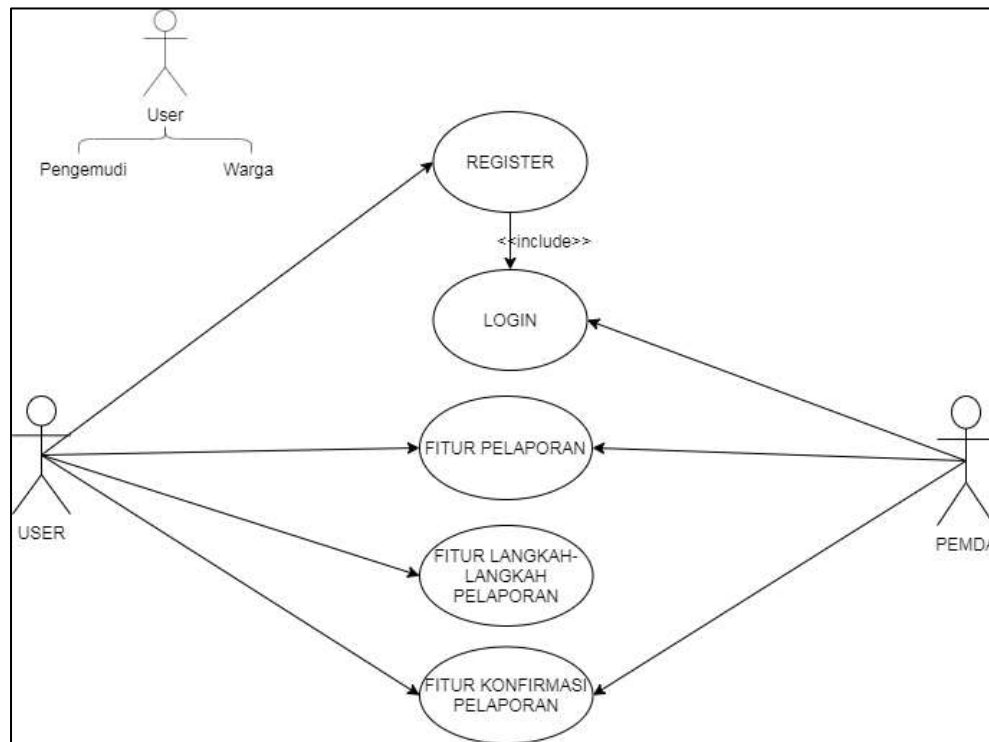 User
Pengemudi Warga
REGISTER
<<include>>
LOGIN
FITUR PELAPORAN
USER
PEMDA
FITUR LANGKAH-
LANGKAH
PELAPORAN
FITUR KONFIRMASI
PELAPORAN